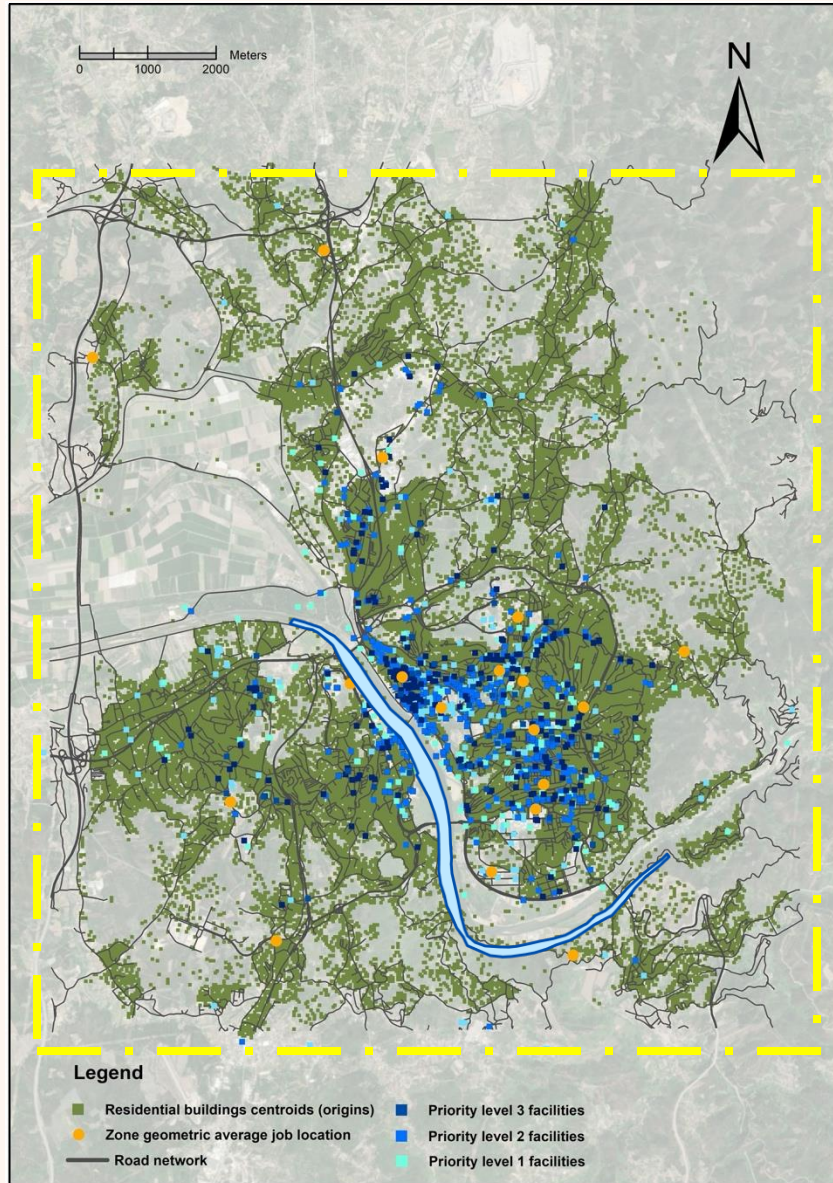 Meters
0 1000 2000
N
Legend
Residential buildings centroids (origins)
Zone geometric average job location
Road network
Priority level 3 facilities
Priority level 2 facilities
Priority level 1 facilities